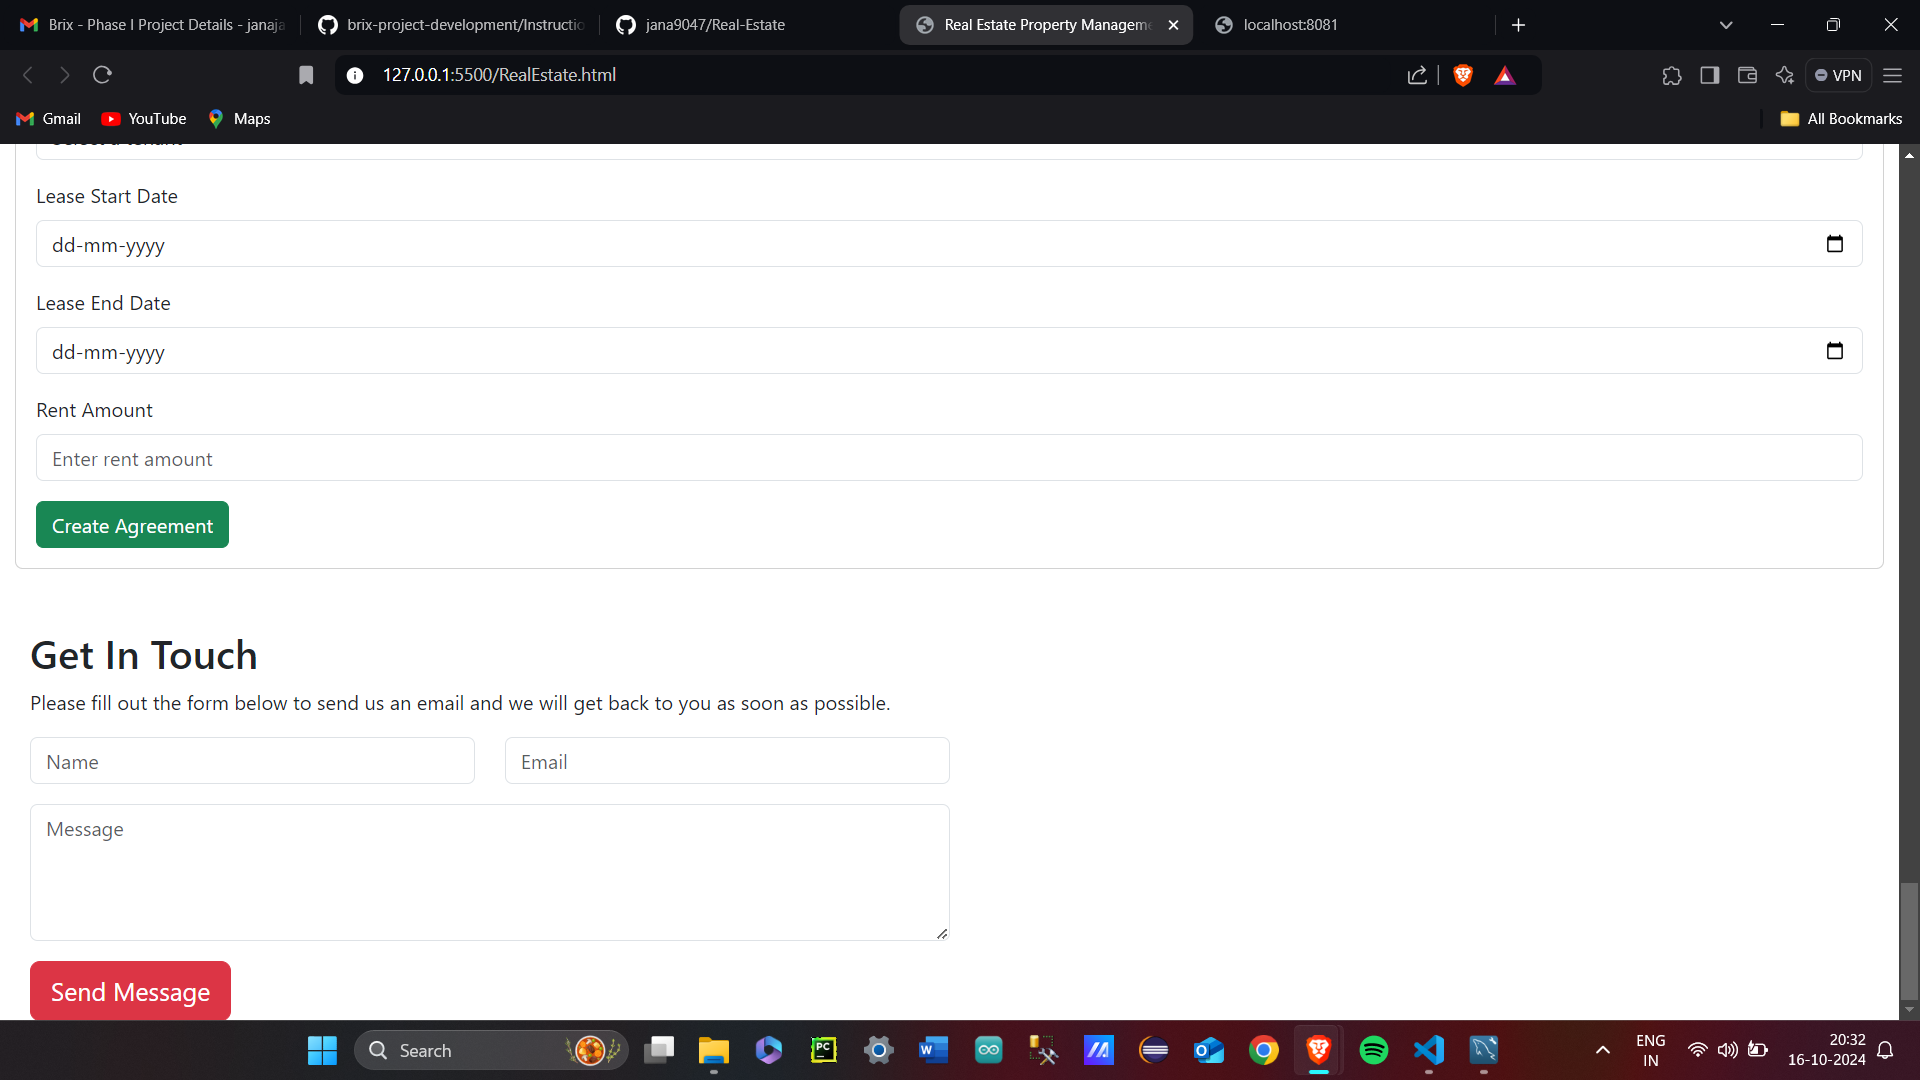 Brix - Phase I Project Details - janaja
brix-project-development/Instructio
jana9047/Real-Estate
Real Estate Property Managem
localhost:8081
127.0.0.1:5500/RealEstate.html
VPN
Gmail
YouTube
Maps
All Bookmarks
Select a tenant
Lease Start Date
dd-mm-yyyy
Lease End Date
dd-mm-yyyy
Rent Amount
Enter rent amount
Create Agreement
Get In Touch
Please fill out the form below to send us an email and we will get back to you as soon as possible.
Name
Email
Message
Send Message
Search
ENG
IN
20:32
16-10-2024